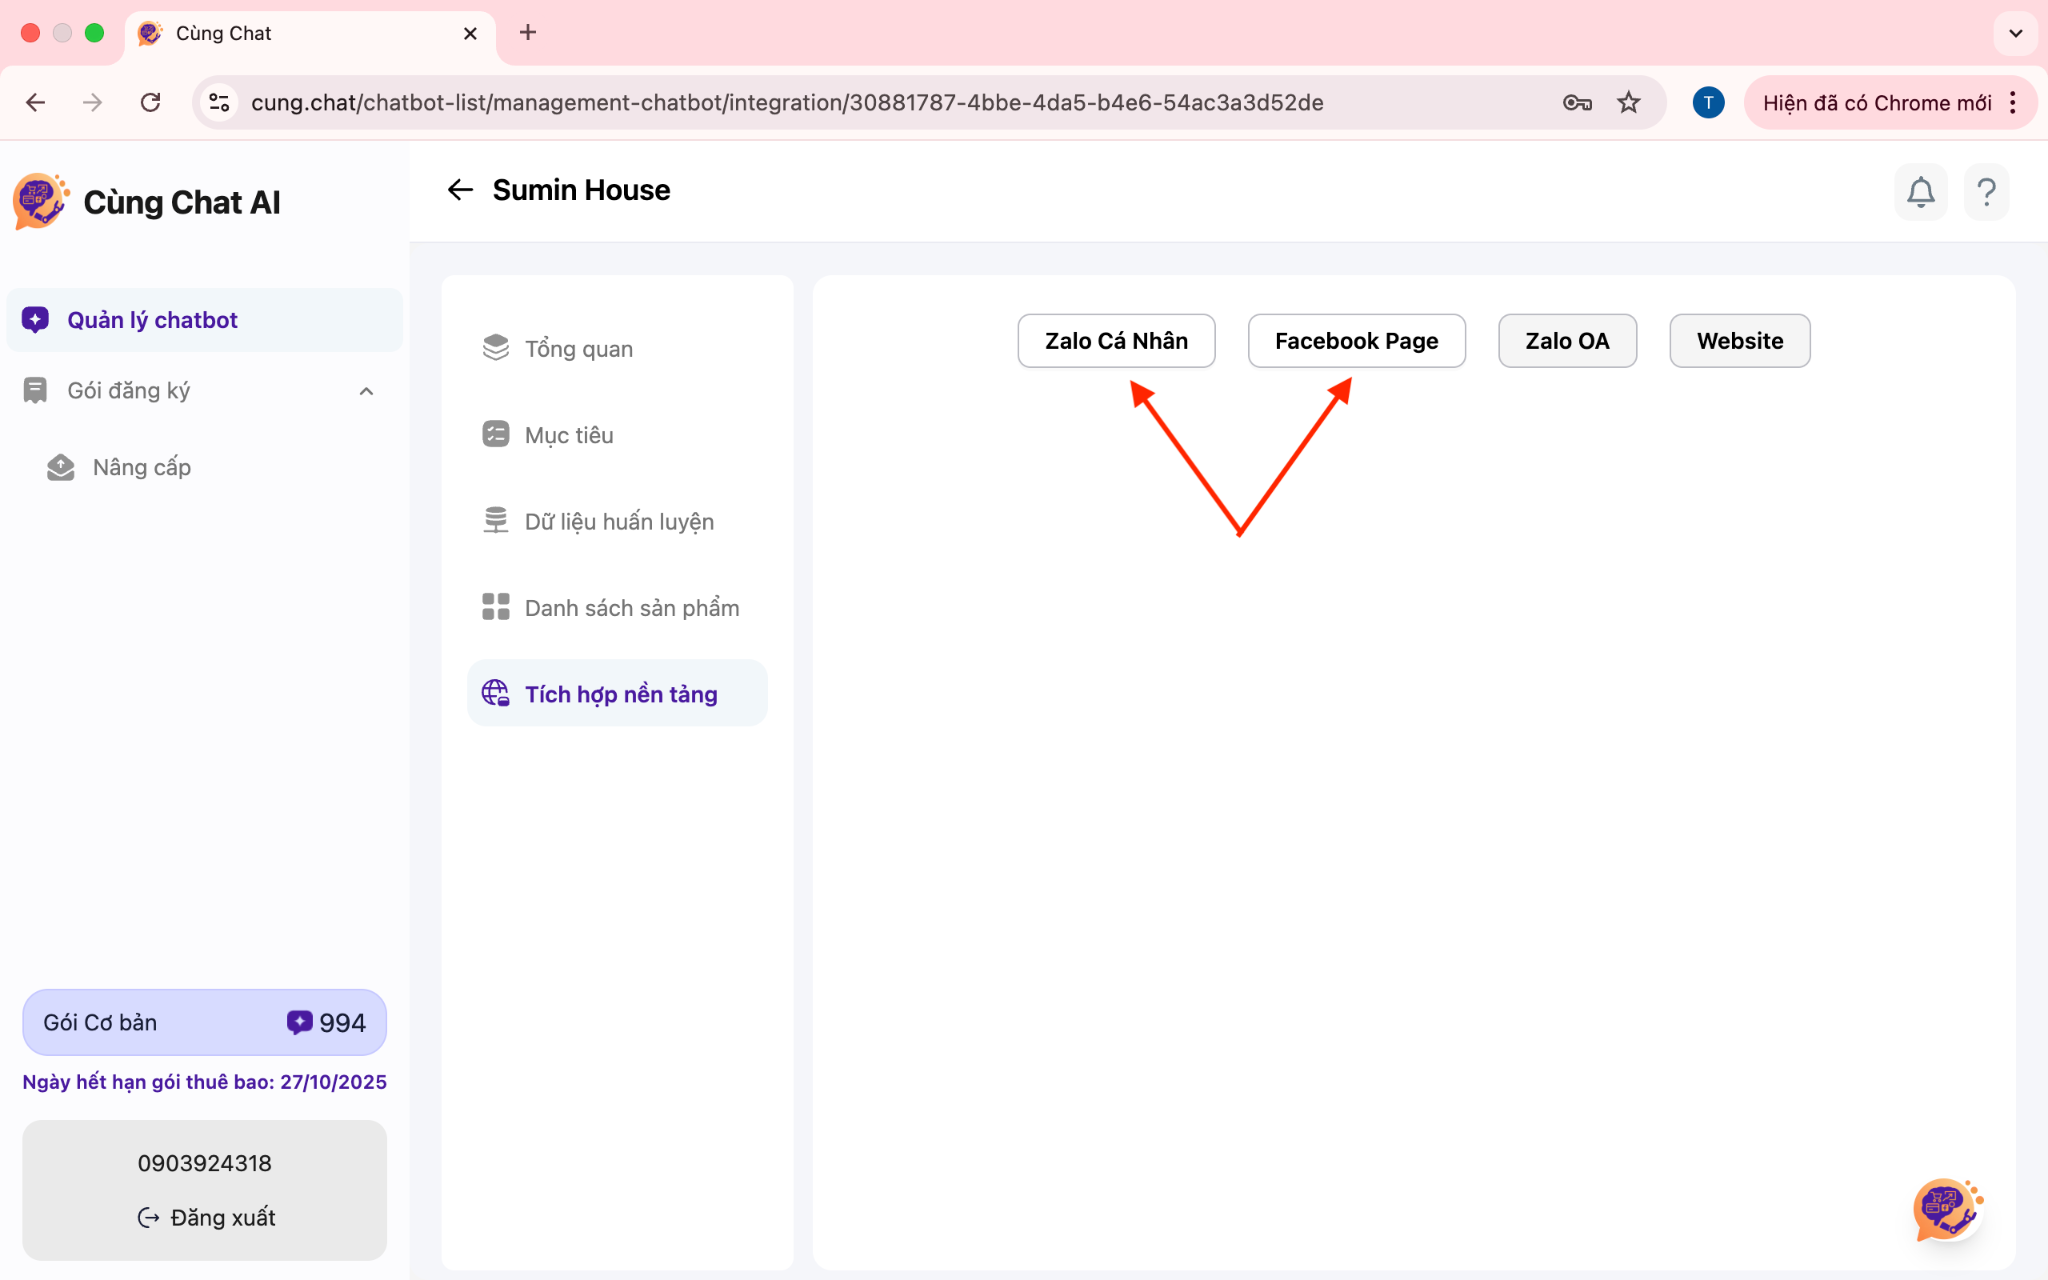 Cùng Chat
cung.chat/chatbot-list/management-chatbot/integration/30881787-4bbe-4da5-b4e6-54ac3a3d52de
T
Hiện đã có Chrome mới
Cùng Chat AI
Sumin House
Quản lý chatbot
Gói đăng ký
Nâng cấp
Tổng quan
Mục tiêu
Dữ liệu huấn luyện
Danh sách sản phẩm
Tích hợp nền tảng
Zalo Cá Nhân
Facebook Page
Zalo OA
Website
Gói Cơ bản
994
Ngày hết hạn gói thuê bao: 27/10/2025
0903924318
Đăng xuất